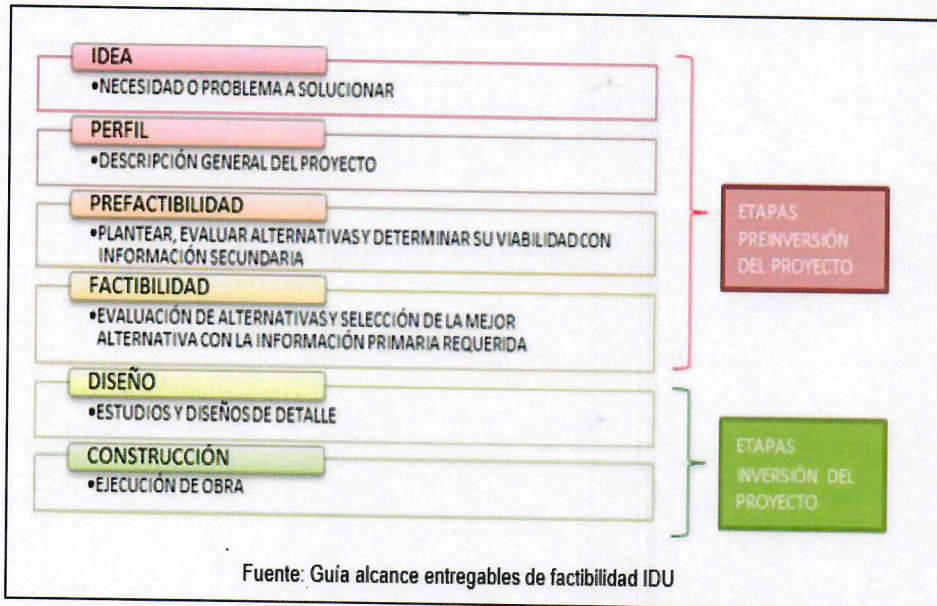 IDEA
•NECESIDAD O PROBLEMA A SOLUCIONAR
PERFIL
•DESCRIPCIÓN GENERAL DEL PROYECTO
PREFACTIBILIDAD
•PLANTEAR, EVALUAR ALTERNATIVAS Y DETERMINAR SU VIABILIDAD CON
INFORMACIÓN SECUNDARIA
FACTIBILIDAD
•EVALUACIÓN DE ALTERNATIVAS Y SELECCIÓN DE LA MEJOR
ALTERNATIVA CON LA INFORMACIÓN PRIMARIA REQUERIDA
ETAPAS
PREINVERSIÓN
DEL PROYECTO
DISEÑO
•ESTUDIOS Y DISEÑOS DE DETALLE
CONSTRUCCIÓN
•EJECUCIÓN DE OBRA
ETAPAS
INVERSIÓN DEL
PROYECTO
Fuente: Guía alcance entregables de factibilidad IDU